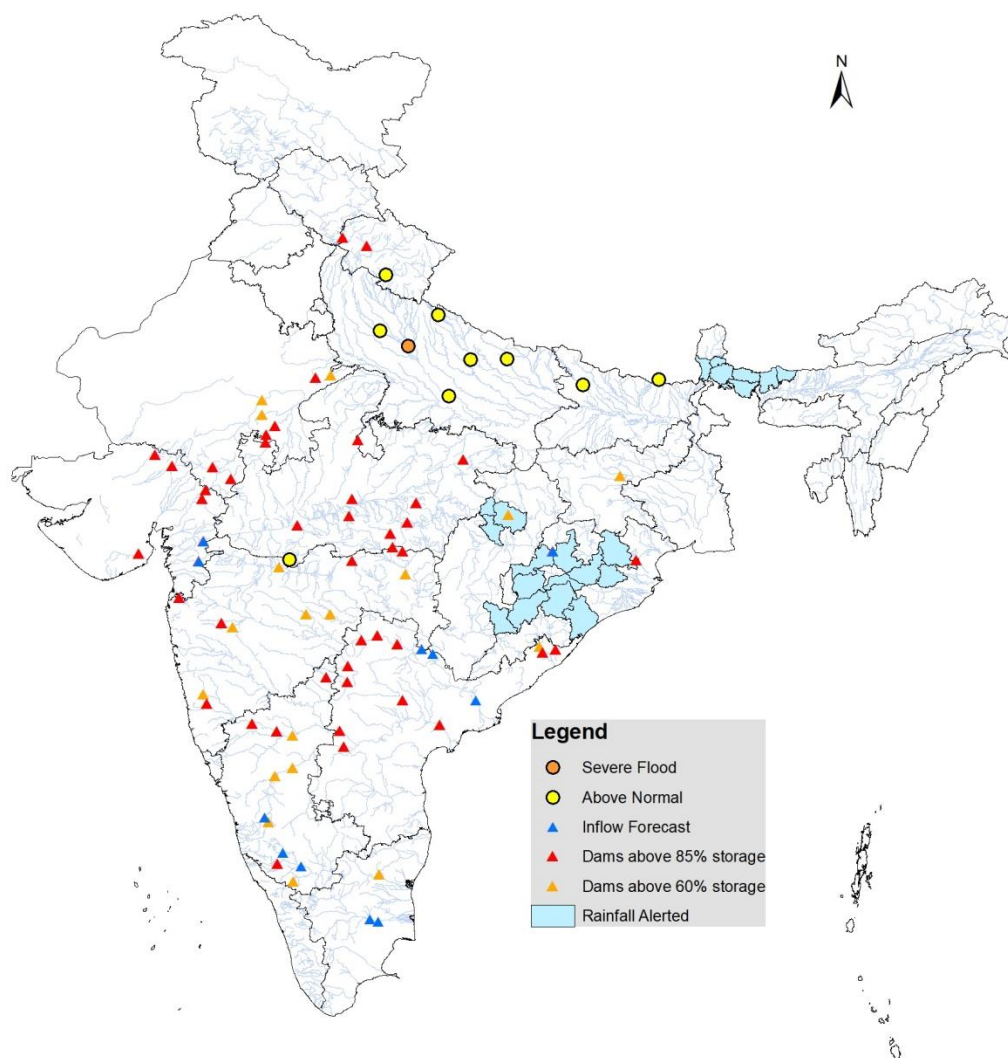 N
Legend
Severe Flood
Above Normal
Inflow Forecast
Dams above 85% storage
Dams above 60% storage
Rainfall Alerted